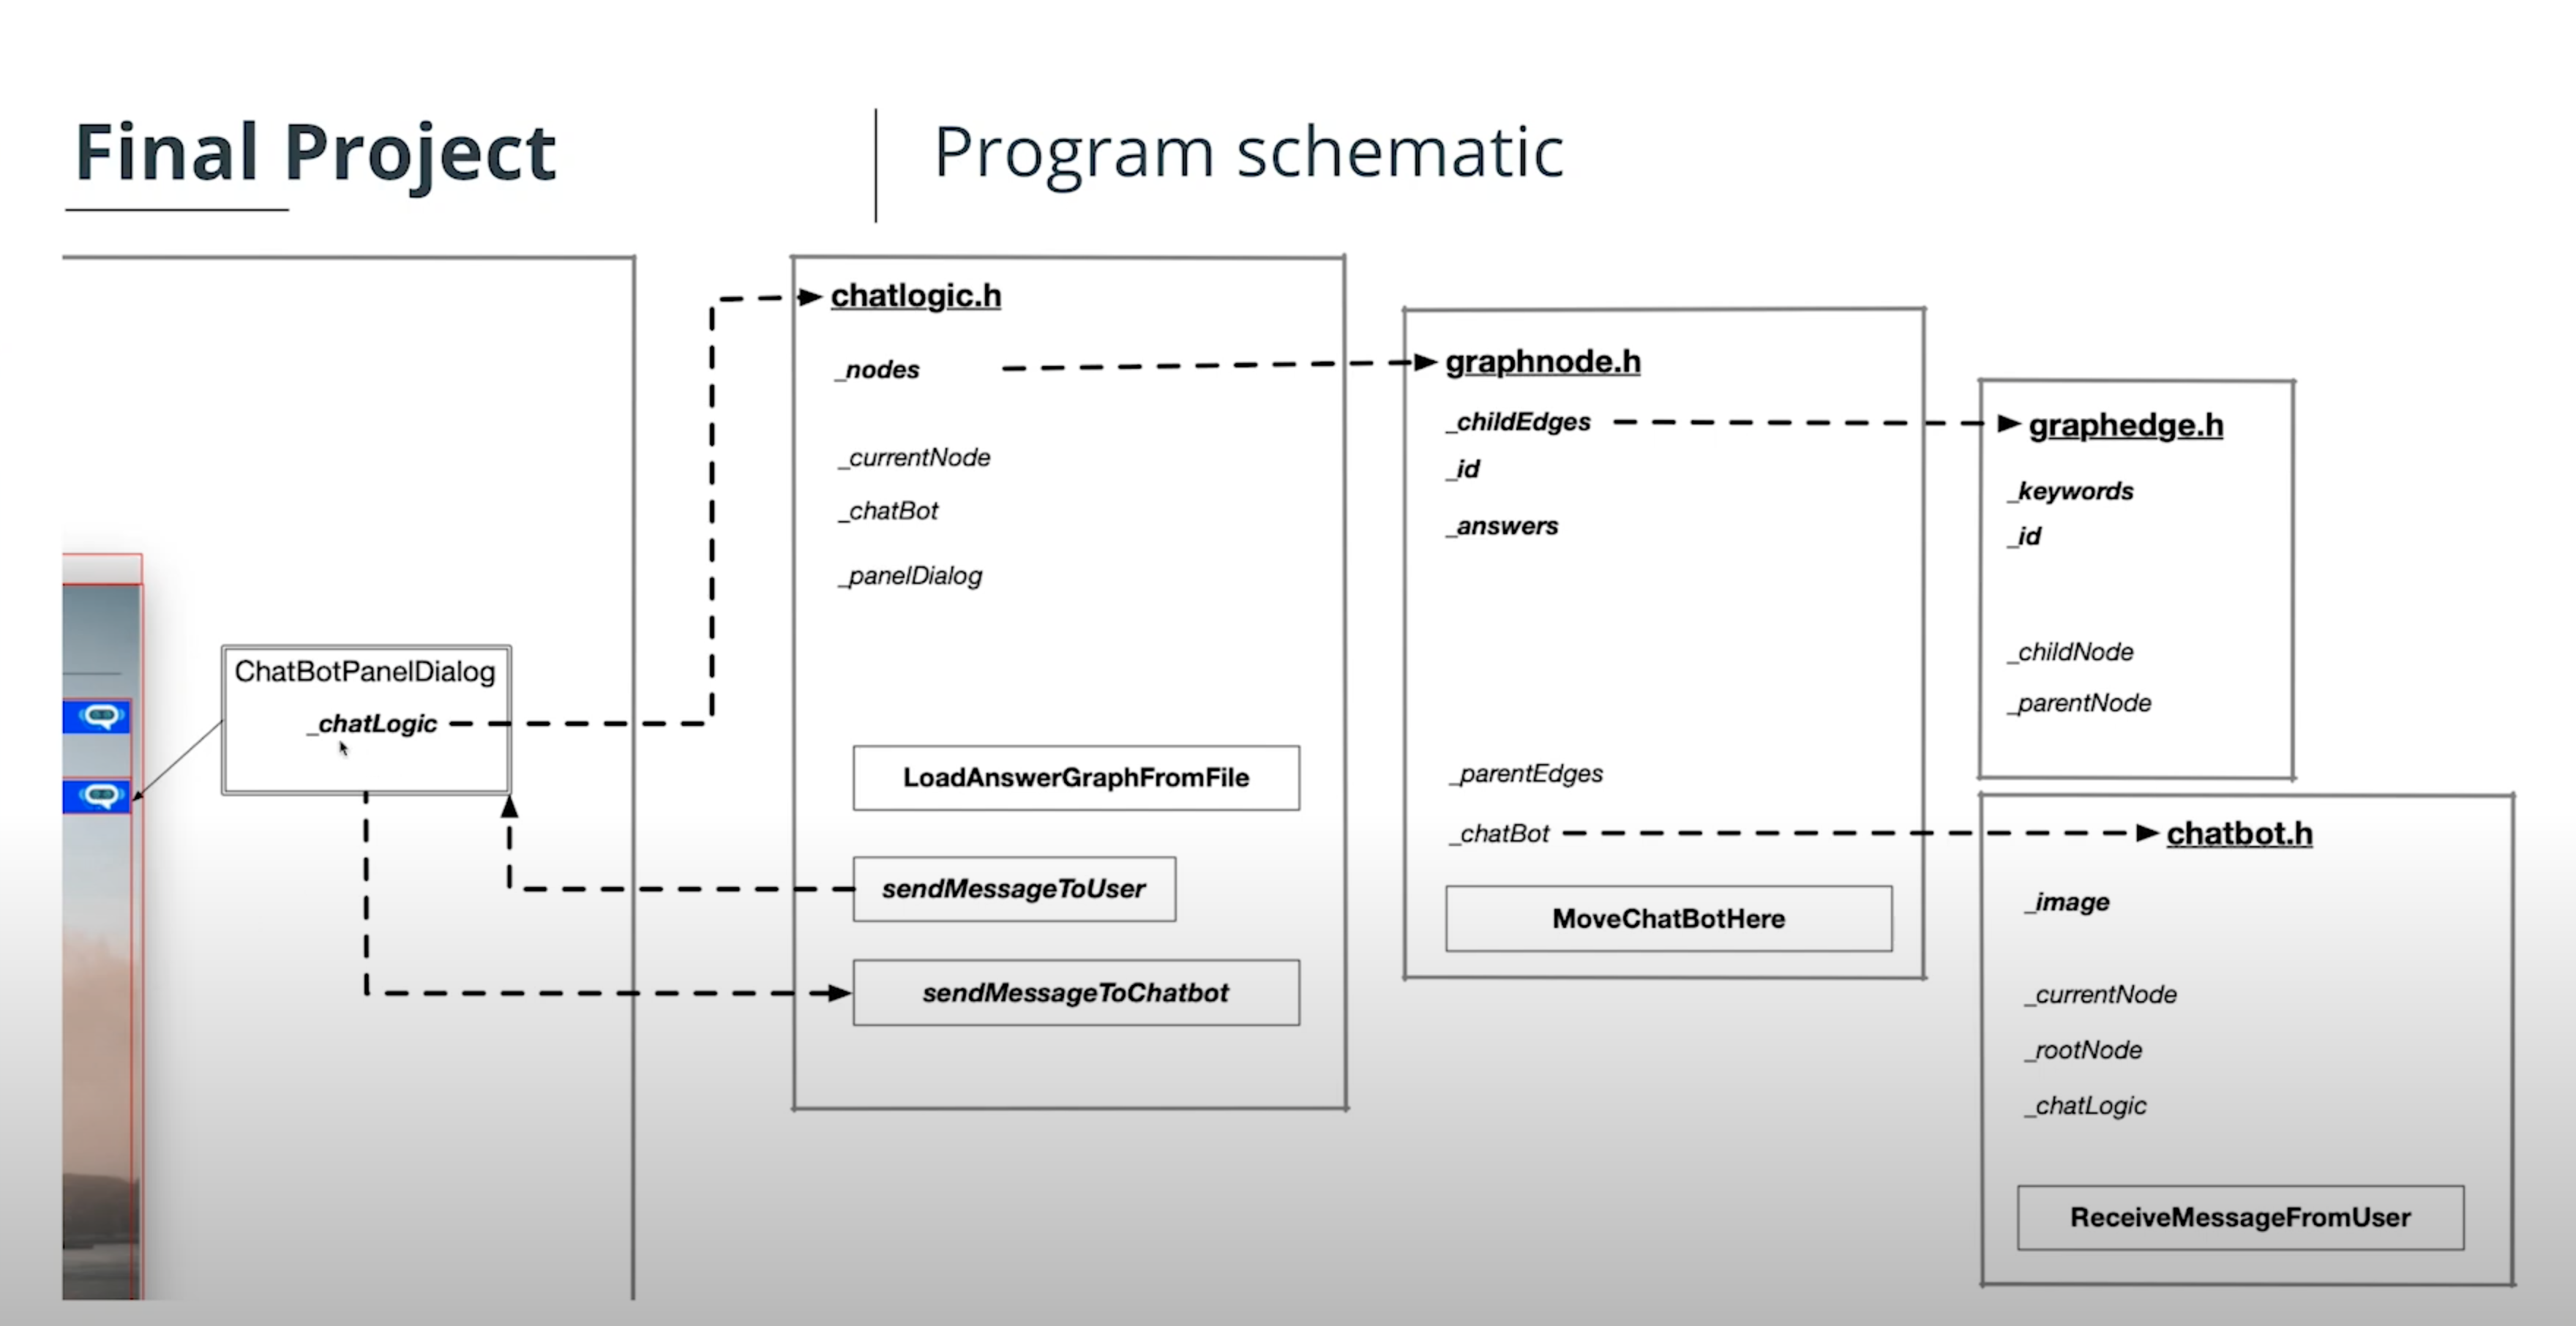 Final Project
Program schematic
ChatBotPanelDialog
_chatLogic
chatlogic.h
_nodes
_currentNode
_chatBot
_panelDialog
LoadAnswerGraphFromFile
sendMessageToUser
sendMessageToChatbot
graphnode.h
_childEdges
_id
_answers
_parentEdges
_chatBot
MoveChatBotHere
graphedge.h
_keywords
_id
_childNode
_parentNode
chatbot.h
_image
_currentNode
_rootNode
_chatLogic
ReceiveMessageFromUser